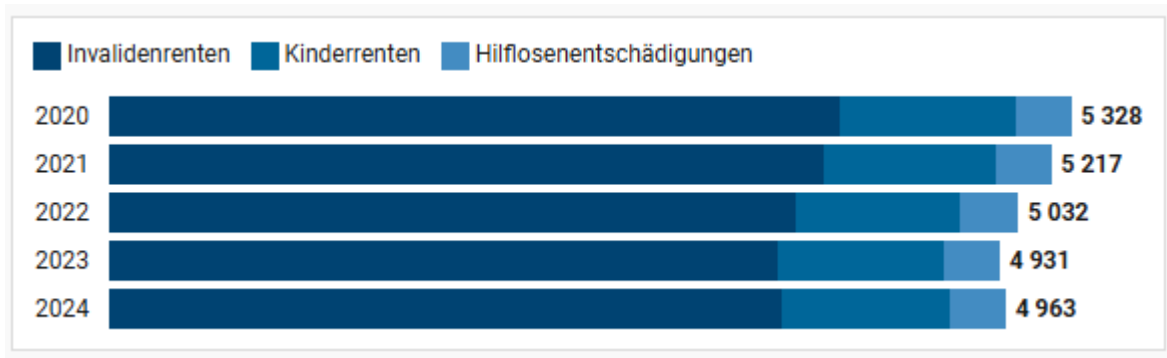 Invalidenrenten Kinderrenten Hilflosenentschädigungen
2020 5 328
2021 5 217
2022 5 032
2023 4 931
2024 4 963